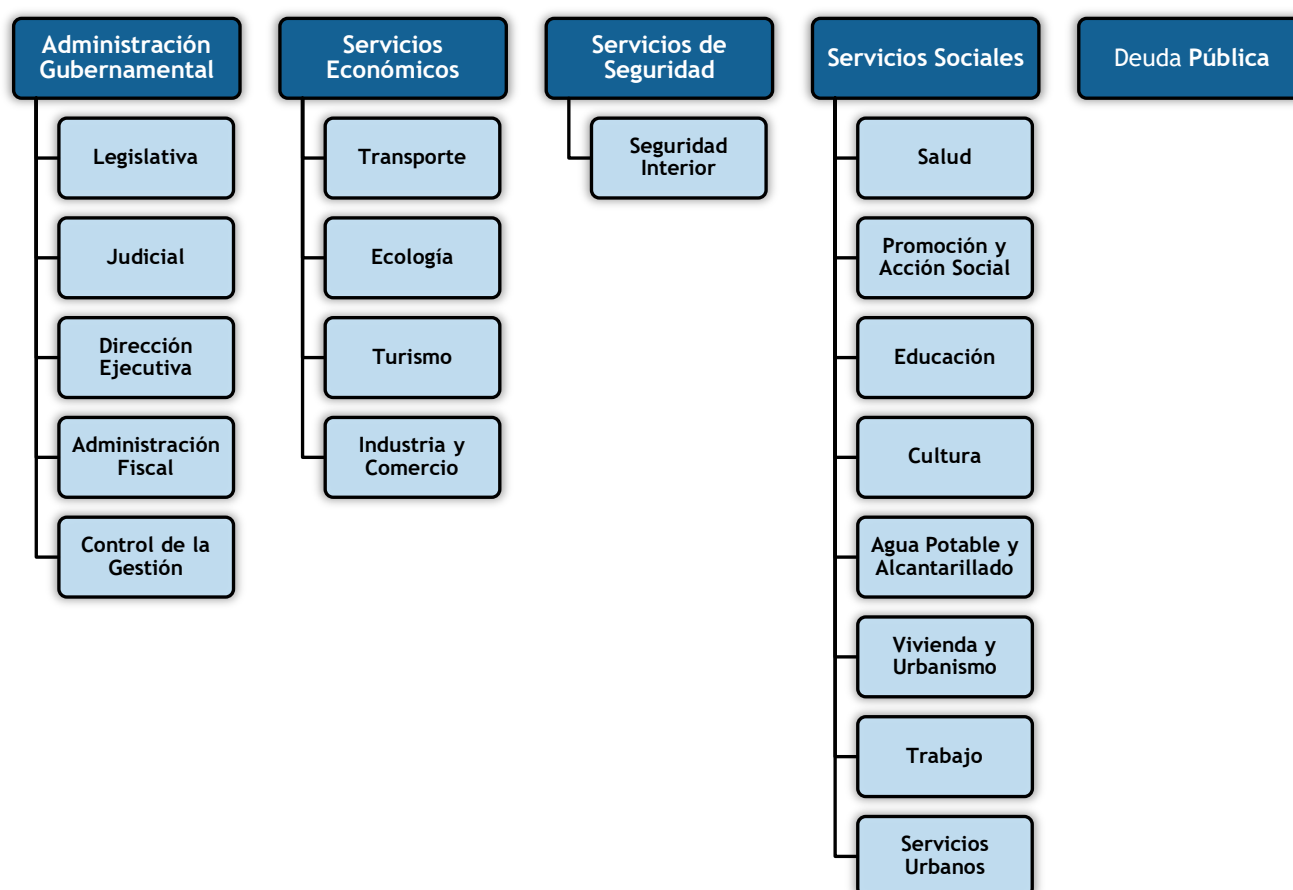 Administración
Gubernamental
Legislativa
Judicial
Dirección
Ejecutiva
Administración
Fiscal
Control de la
Gestión
Servicios
Económicos
Transporte
Ecología
Turismo
Industria y
Comercio
Servicios de
Seguridad
Seguridad
Interior
Servicios Sociales
Salud
Promoción y
Acción Social
Educación
Cultura
Agua Potable y
Alcantarillado
Vivienda y
Urbanismo
Trabajo
Servicios
Urbanos
Deuda Pública